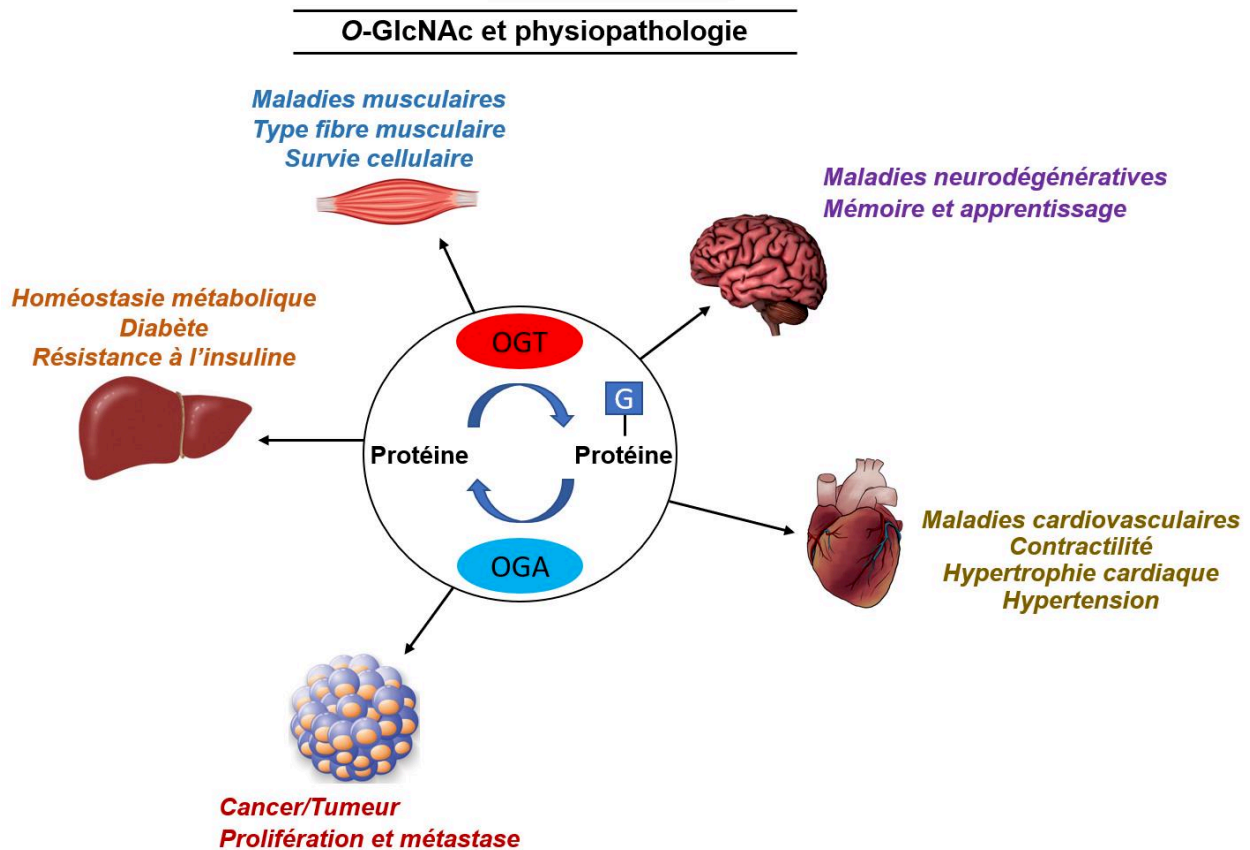 O-GlcNAc et physiopathologie
Maladies musculaires
Type fibre musculaire
Survie cellulaire
Maladies neurodégénératives
Mémoire et apprentissage
Homéostasie métabolique
Diabète
Résistance à l'insuline
OGT
G
Protéine
Protéine
OGA
Maladies cardiovasculaires
Contractilité
Hypertrophie cardiaque
Hypertension
Cancer/Tumeur
Prolifération et métastase